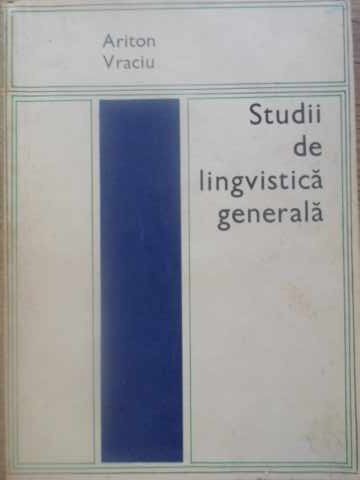 Ariton
Vraciu
Studii
de
lingvistică
generală